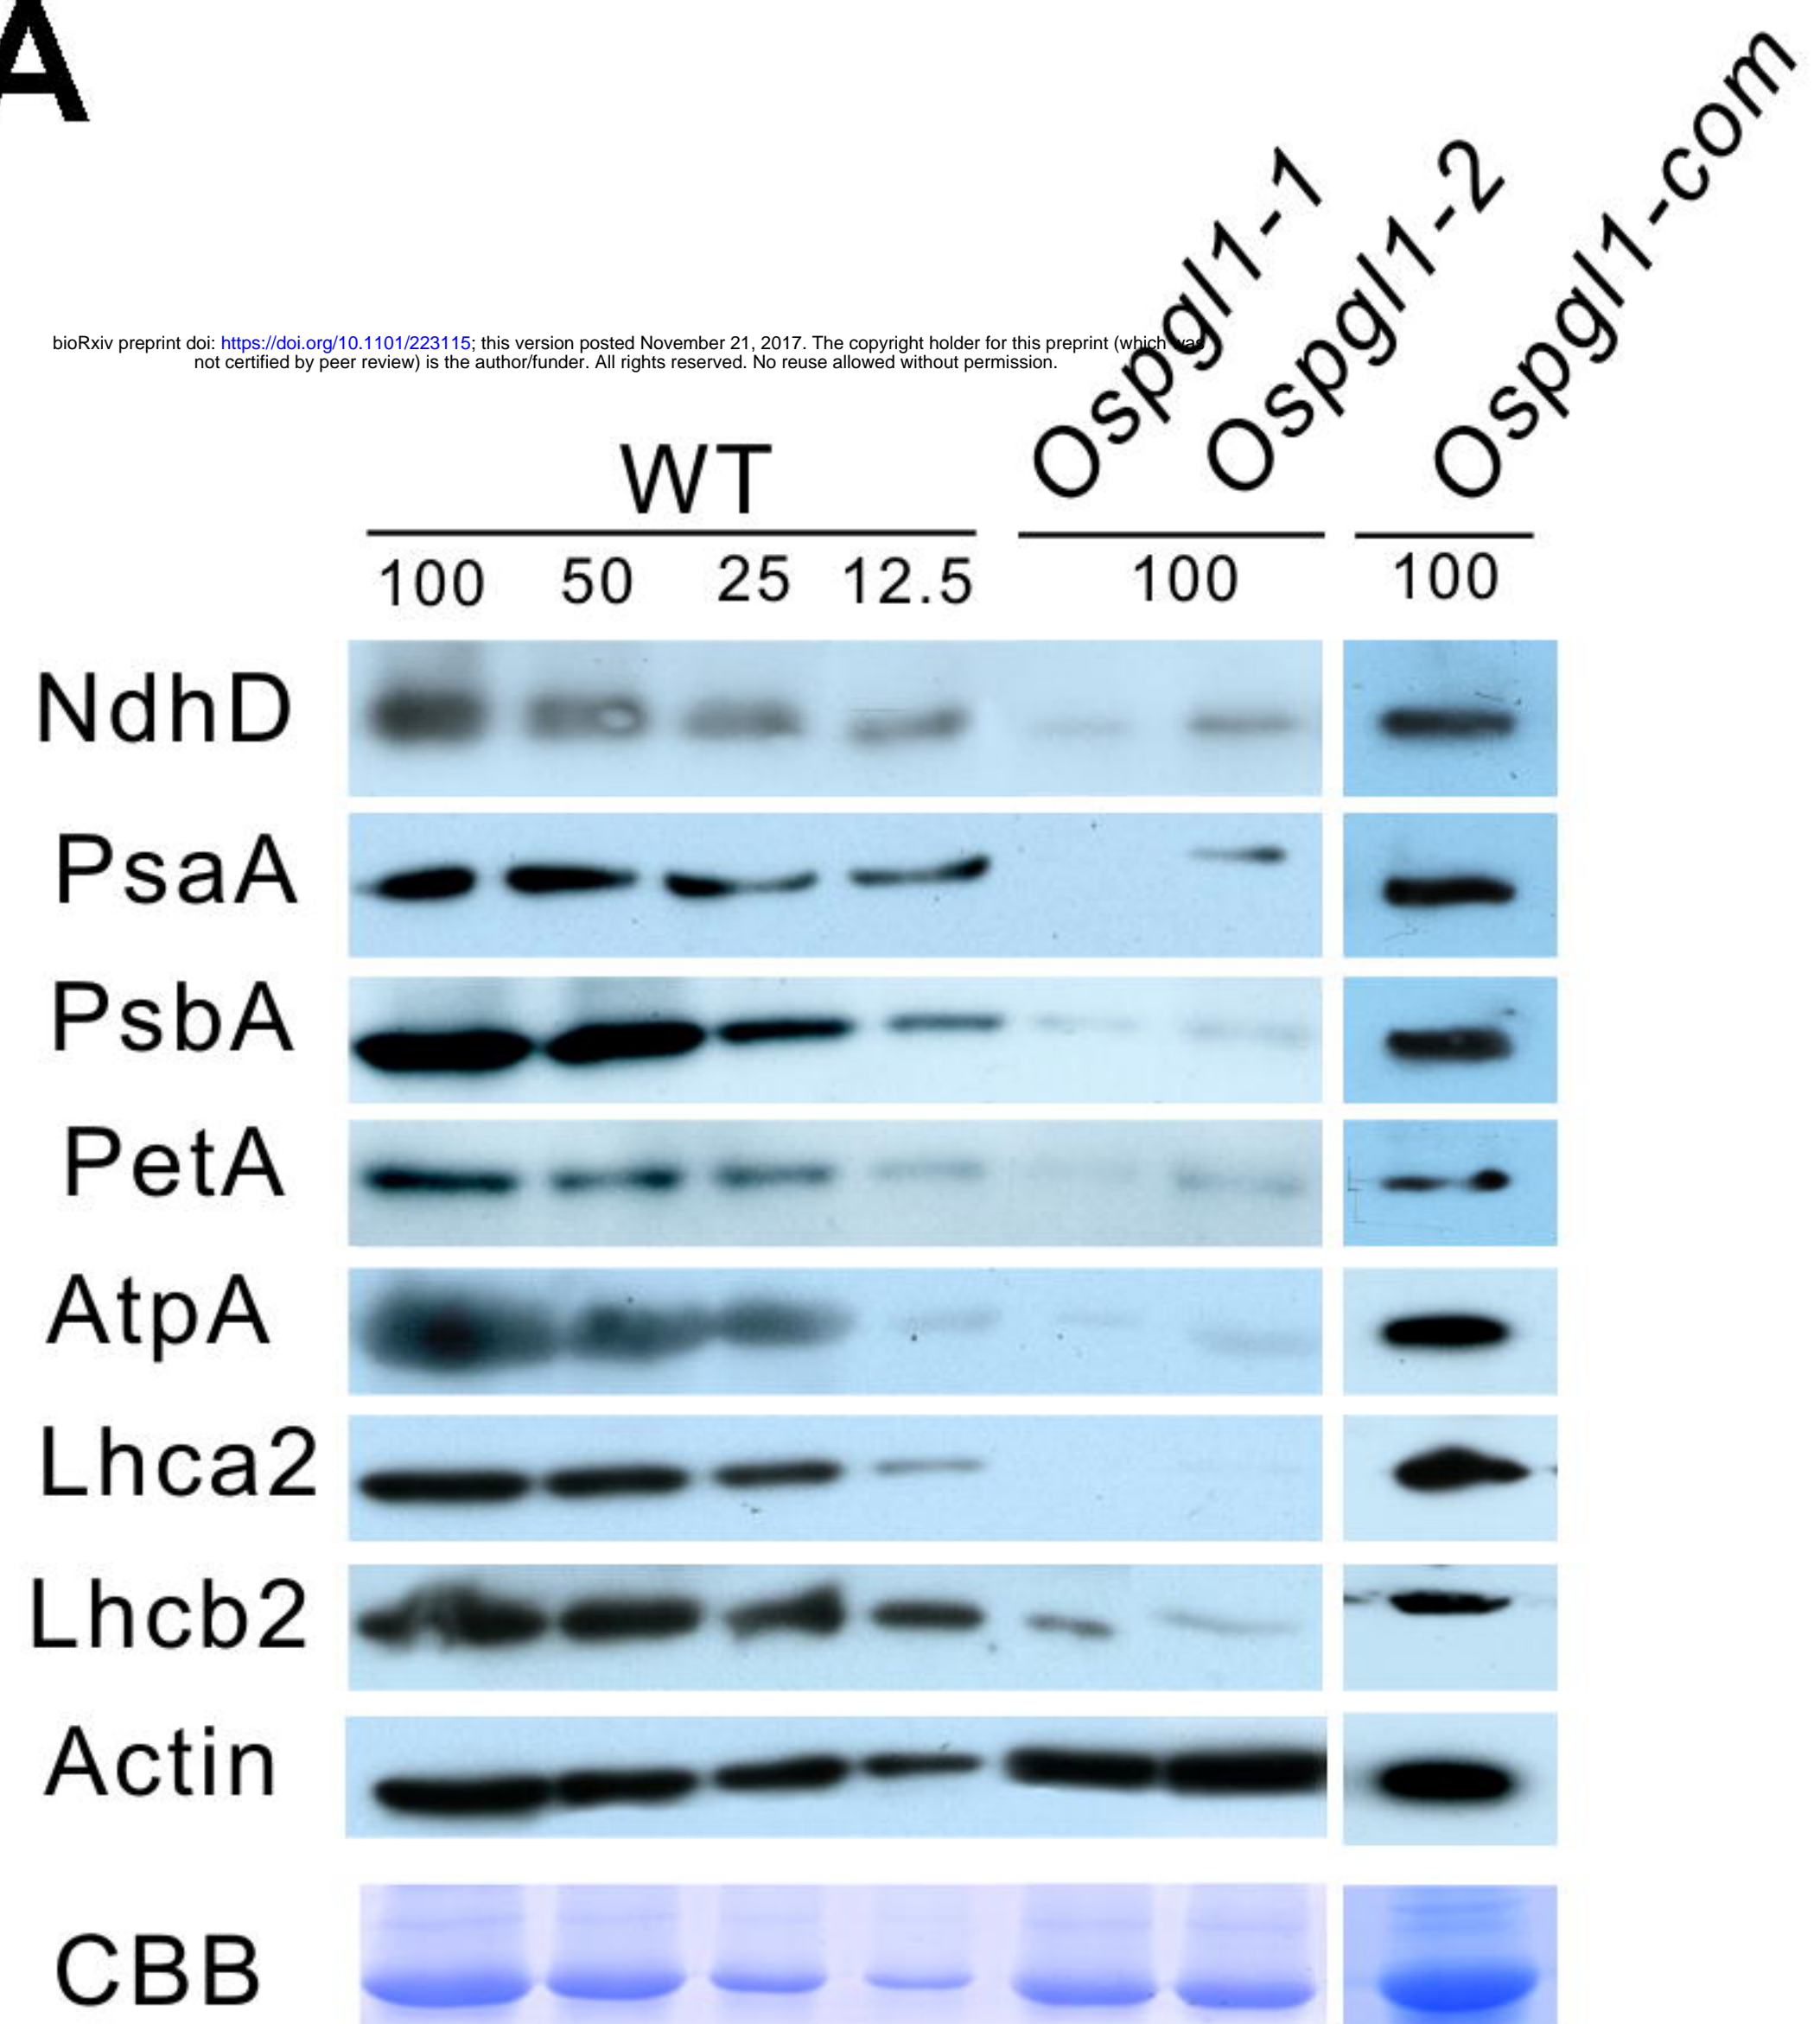 A
Ospgl1-1
Ospgl1-2
Ospgl1-com
bioRxiv preprint doi: https://doi.org/10.1101/223115; this version posted November 21, 2017. The copyright holder for this preprint (which was
not certified by peer review) is the author/funder. All rights reserved. No reuse allowed without permission.
WT
100 50 25 12.5 100 100
NdhD
PsaA
PsbA
PetA
AtpA
Lhca2
Lhcb2
Actin
CBB